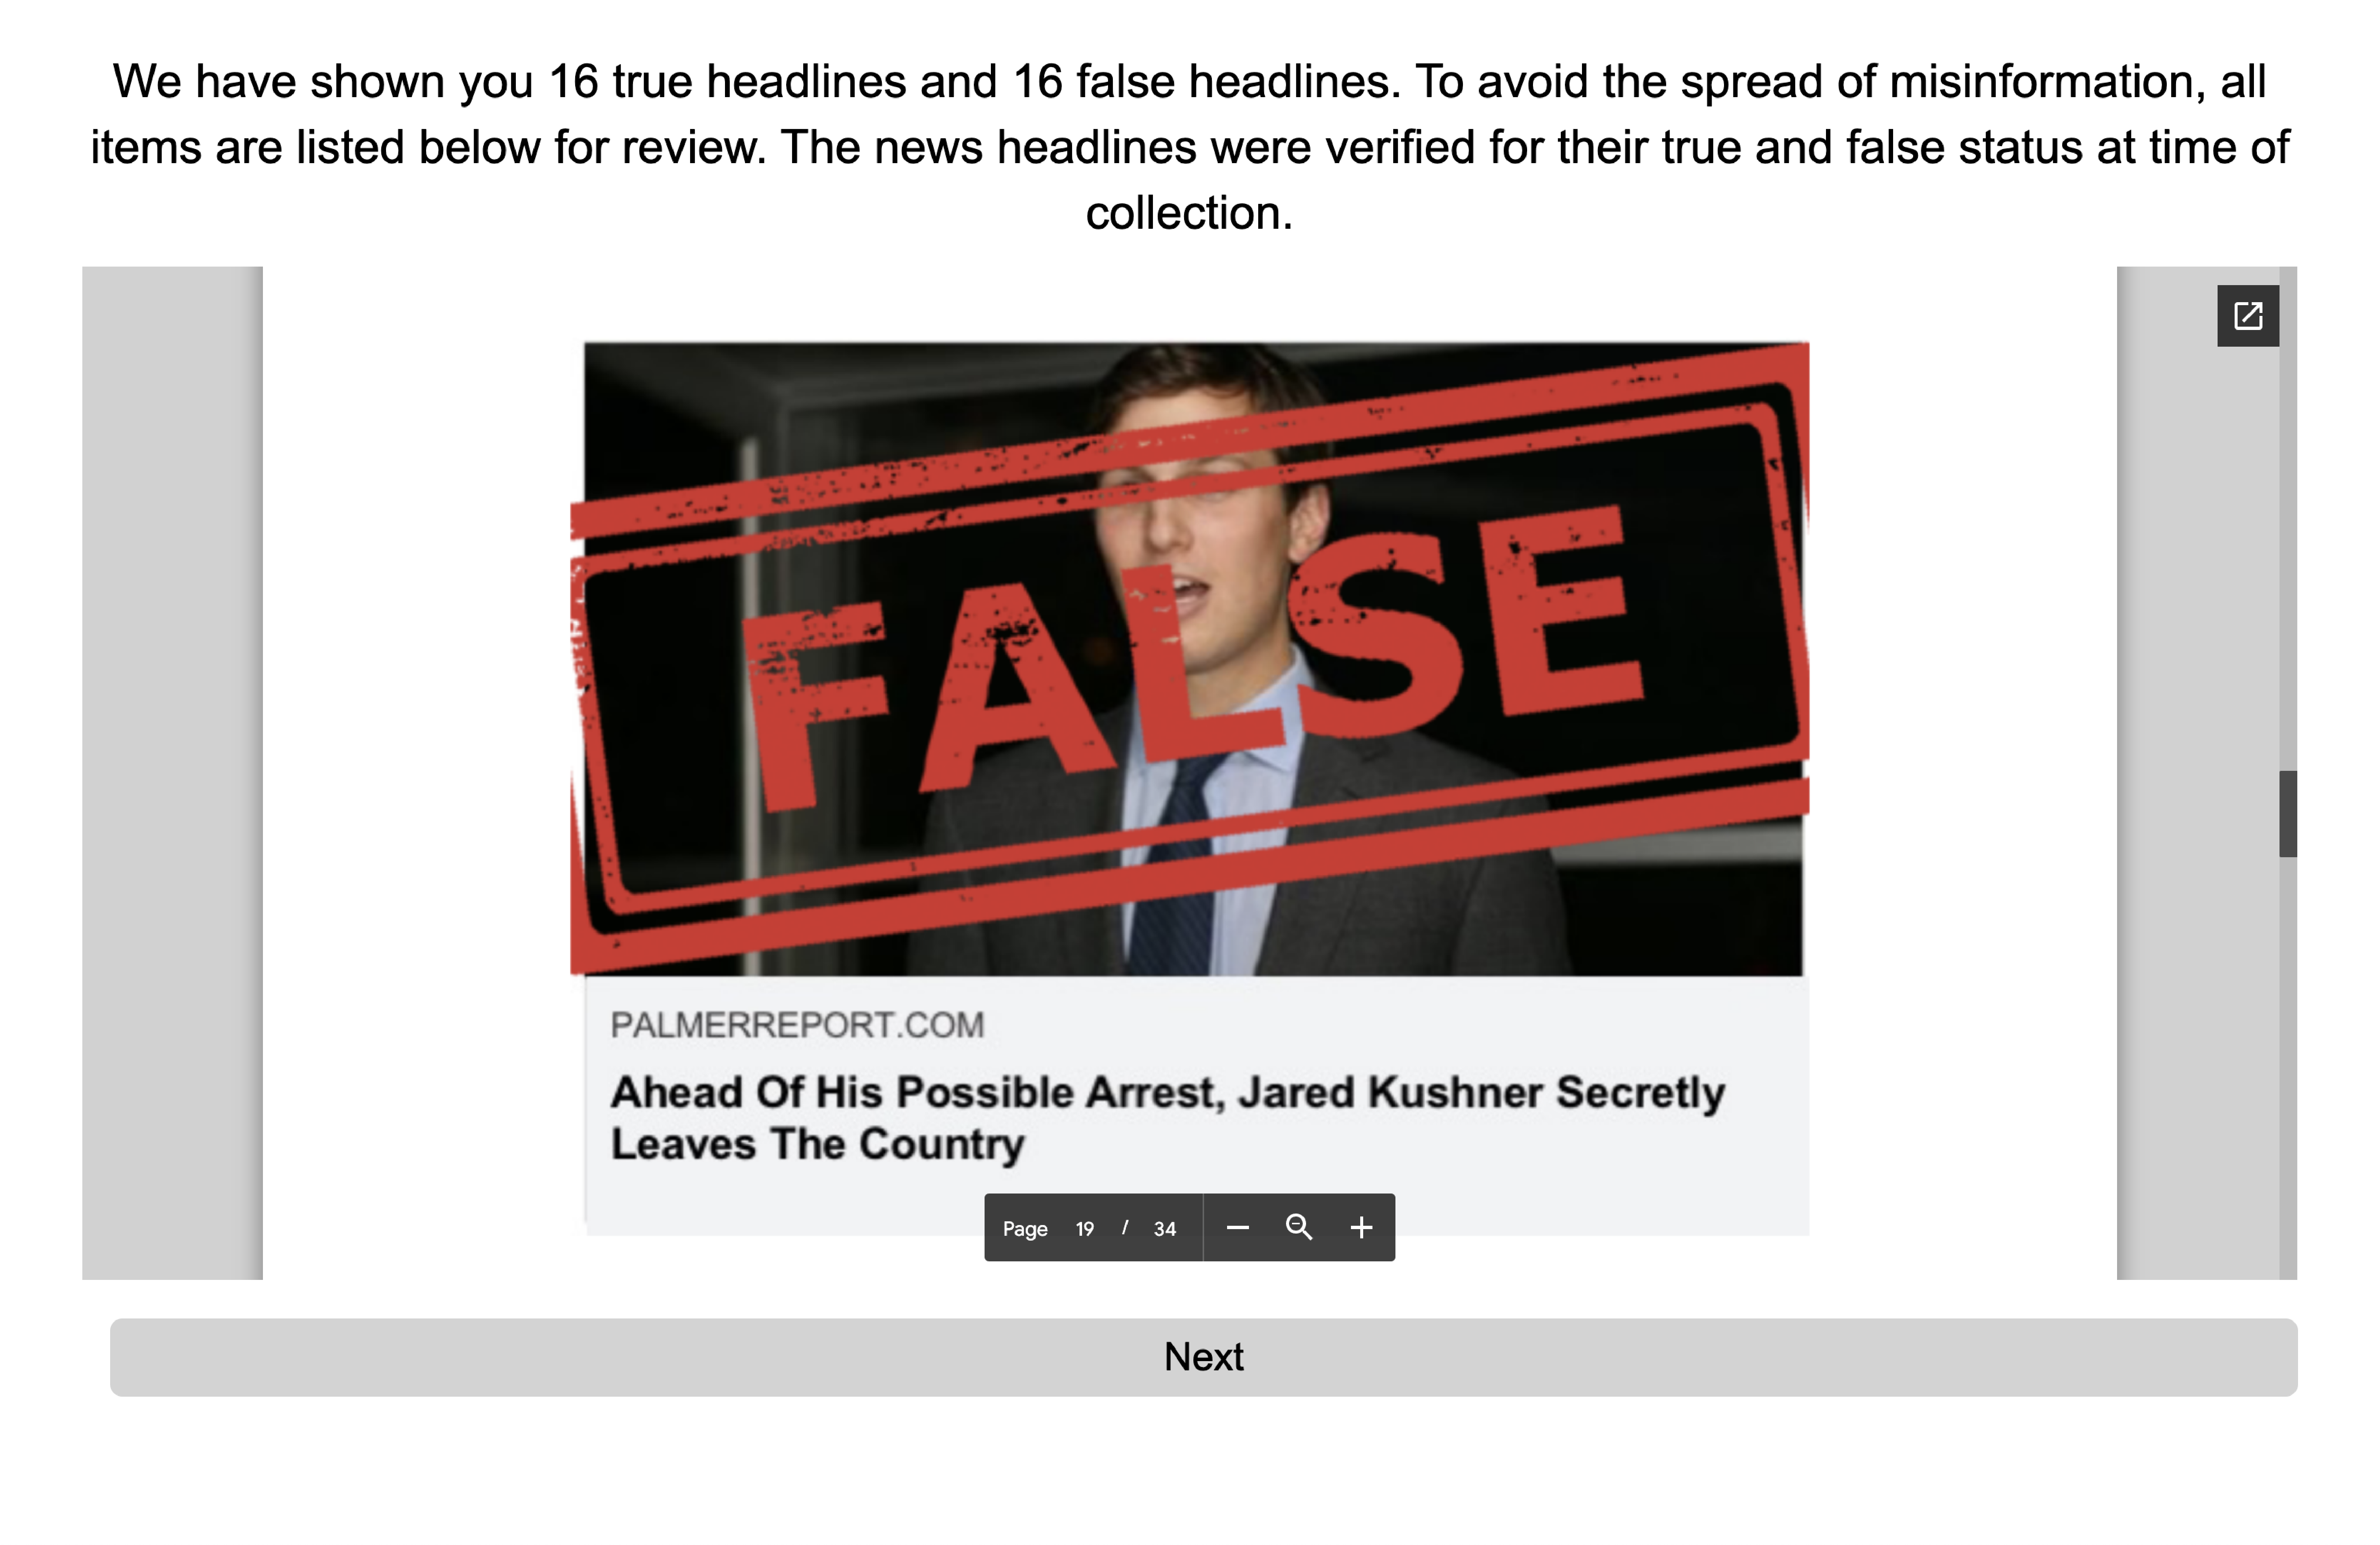 We have shown you 16 true headlines and 16 false headlines. To avoid the spread of misinformation, all
items are listed below for review. The news headlines were verified for their true and false status at time of
collection.
FALSE
PALMERREPORT.COM
Ahead Of His Possible Arrest, Jared Kushner Secretly
Leaves The Country
Page 19 / 34
Next